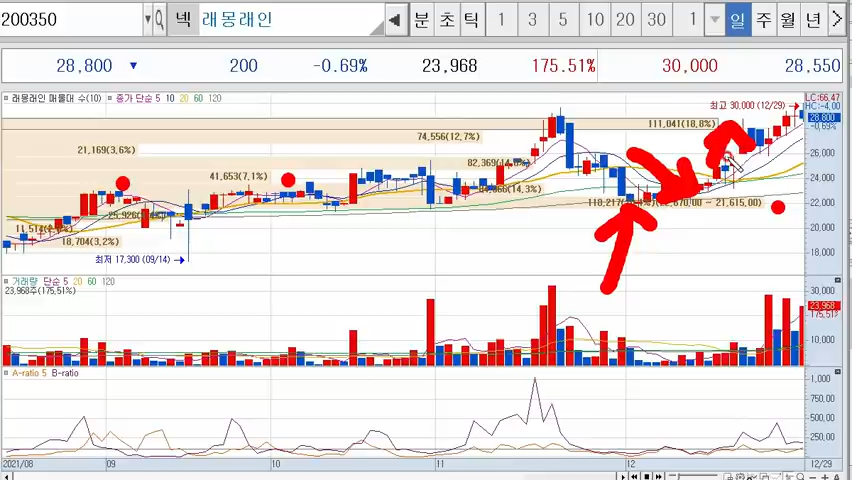 200350 넥 래몽래인 분 초 틱 1 3 5 10 20 30 1 일 주 월 년
28,800 ▼ 200 -0.69% 23,968 175.51% 30,000 28,550
래몽래인 매물대 수(10) 종가 단순 5 10 20 60 120
LC:66.47
최고 30,000 (12/29)
HC:-4.00
28,800
-0.69%
111,041(18,8%)
74,556(12,7%)
26,000
21,169(3,6%)
82,369(14,0%)
24,000
41,653(7,1%)
22,000
25,926
11,514
18,704(3,2%)
20,000
최저 17,300 (09/14)
18,000
거래량 단순 5 20 60 120
23,968주(175,51%)
30,000
23,968
175,51%
10,000
A-ratio 5 B-ratio
1,000
750,00
500,00
250,00
2021/08 09 10 11 12 12/29